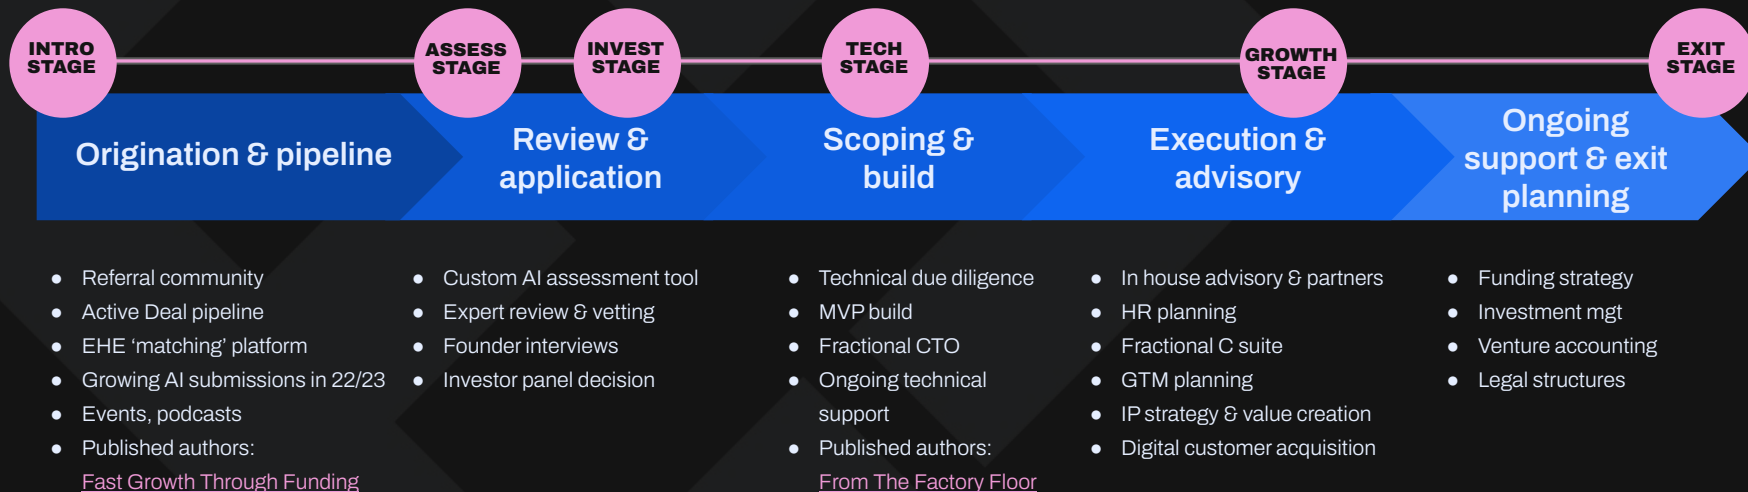 INTRO
STAGE
ASSESS
STAGE
INVEST
STAGE
TECH
STAGE
GROWTH
STAGE
EXIT
STAGE
Origination & pipeline
Review &
application
Scoping &
build
Execution &
advisory
Ongoing
support & exit
planning
Referral community
Active Deal pipeline
EHE ‘matching’ platform
Growing AI submissions in 22/23
Events, podcasts
Published authors:
Fast Growth Through Funding
Custom AI assessment tool
Expert review & vetting
Founder interviews
Investor panel decision
Technical due diligence
MVP build
Fractional CTO
Ongoing technical
support
Published authors:
From The Factory Floor
In house advisory & partners
HR planning
Fractional C suite
GTM planning
IP strategy & value creation
Digital customer acquisition
Funding strategy
Investment mgt
Venture accounting
Legal structures